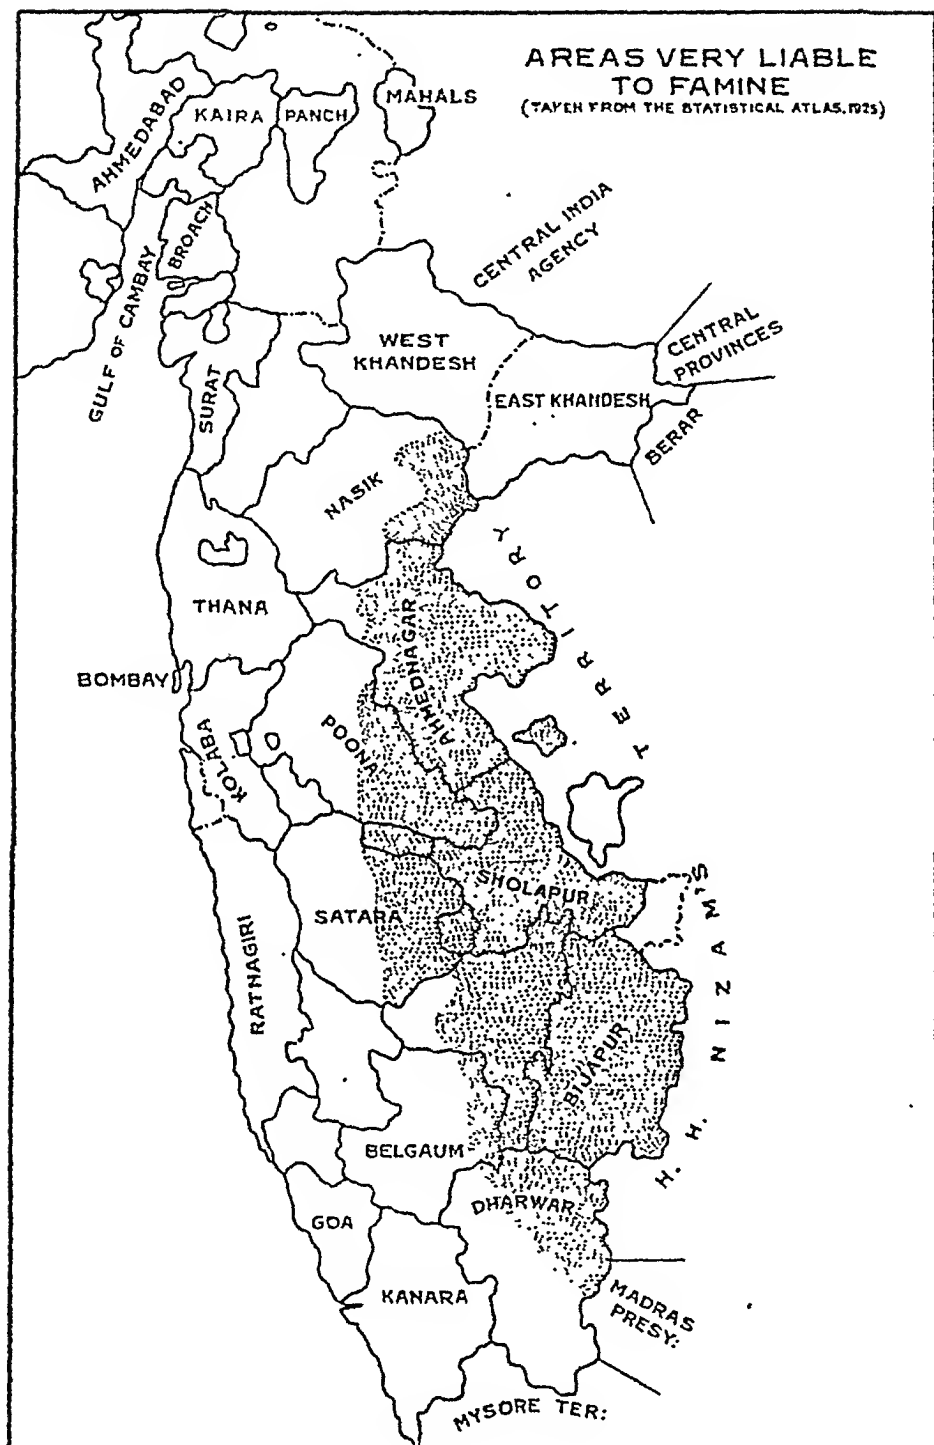 AREAS VERY LIABLE
TO FAMINE
(TAKEN FROM THE STATISTICAL ATLAS, 1925)
AHMEDABAD
KAIRA
PANCH
MAHALS
GULF OF CAMBAY
BROACH
CENTRAL INDIA
AGENCY
SURAT
WEST
KHANDESH
EAST KHANDESH
CENTRAL
PROVINCES
BERAR
NASIK
THANA
BOMBAY
KOLABA
POONA
AHMEDNAGAR
H. H. NIZAM'S TERRITORY
SHOLAPUR
SATARA
RATNAGIRI
BIJAPUR
BELGAUM
DHARWAR
GOA
KANARA
MADRAS
PRESY:
MYSORE TER: